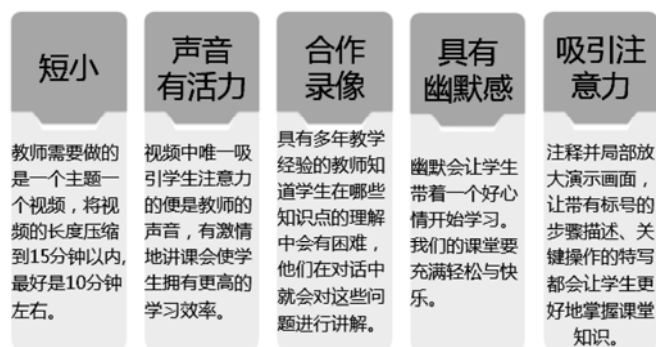 短小
教师需要做的
是一个主题一
个视频，将视
频的长度压缩
到15分钟以内,
最好是10分钟
左右。
声音
有活力
视频中唯一吸
引学生注意力
的便是教师的
声音，有激情
地讲课会使学
生拥有更高的
学习效率。
合作
录像
具有多年教学
经验的教师知
道学生在哪些
知识点的理解
中会有困难，
他们在对话中
就会对这些问
题进行讲解。
具有
幽默感
幽默会让学生
带着一个好心
情开始学习。
我们的课堂要
充满轻松与快
乐。
吸引注
意力
注释并局部放
大演示画面，
让带有标号的
步骤描述、关
键操作的特写
都会让学生更
好地掌握课堂
知识。